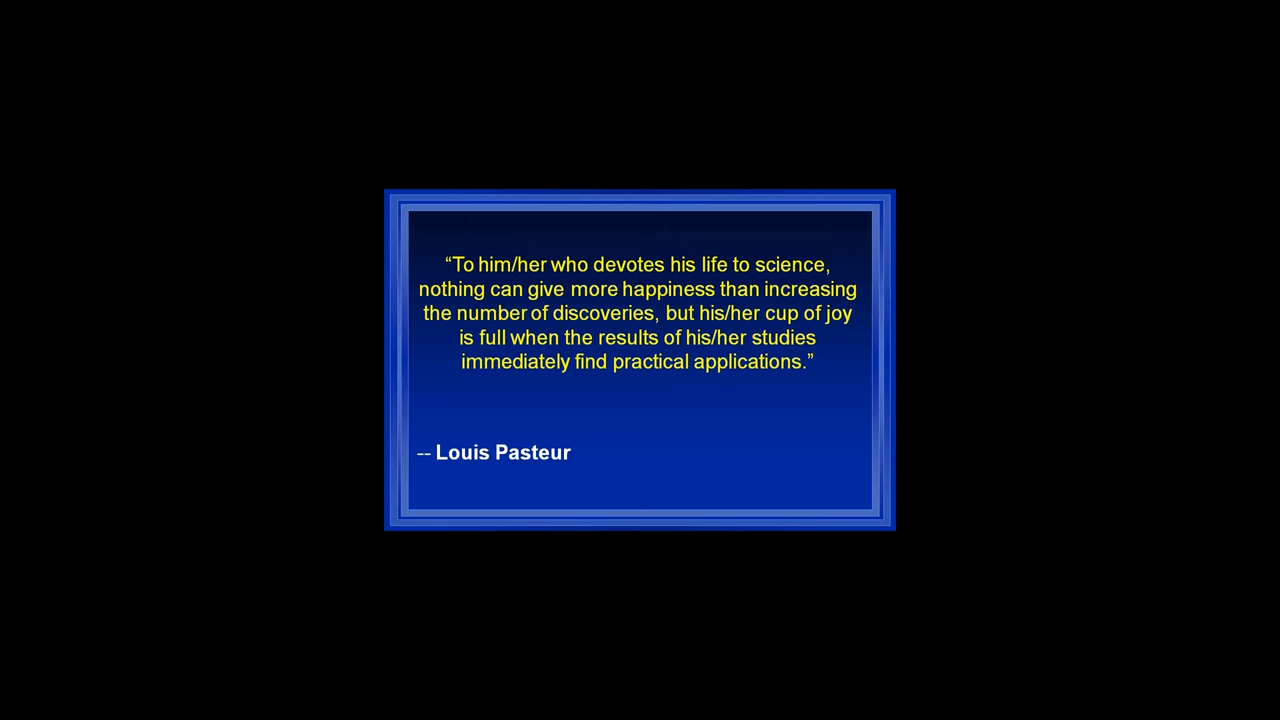 “To him/her who devotes his life to science,
nothing can give more happiness than increasing
the number of discoveries, but his/her cup of joy
is full when the results of his/her studies
immediately find practical applications.”
-- Louis Pasteur